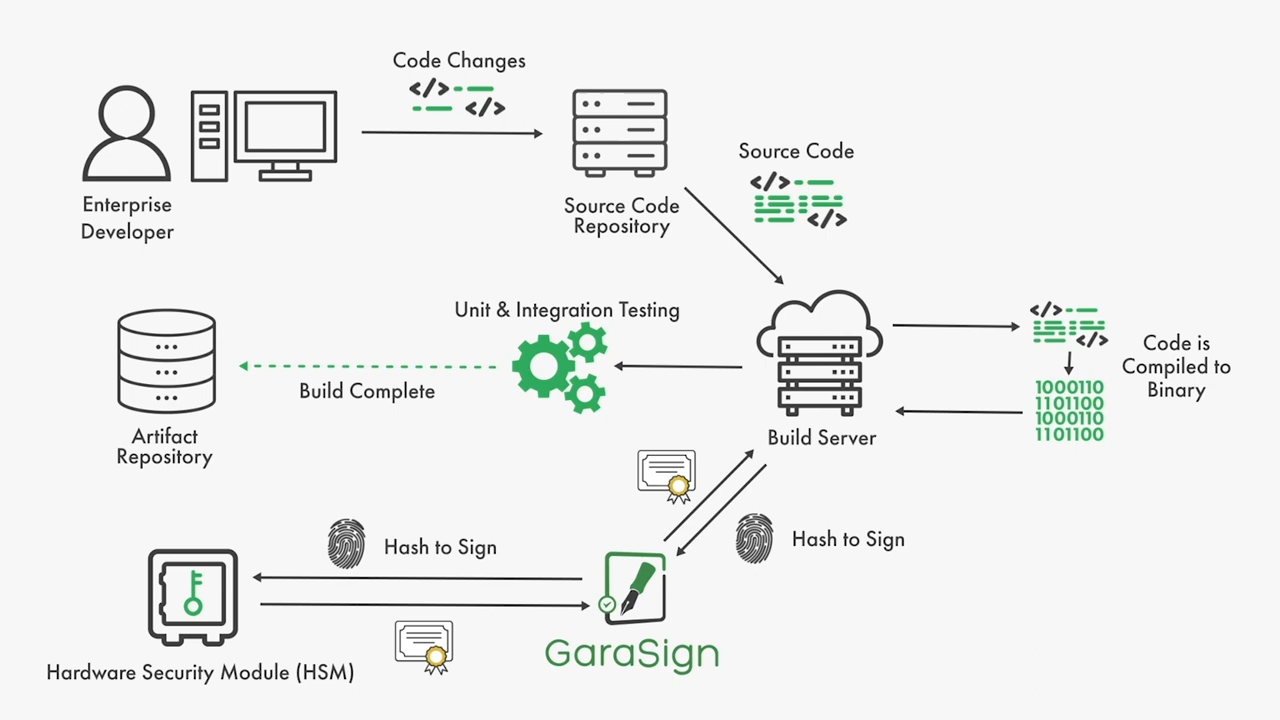 Code Changes
</>
</>
Enterprise
Developer
Source Code
Repository
Source Code
</>
</>
Unit & Integration Testing
Build Complete
Artifact
Repository
Build Server
</>
</>
Code is
Compiled to
Binary
1000110
1101100
1000110
1101100
Hash to Sign
Hash to Sign
GaraSign
Hardware Security Module (HSM)